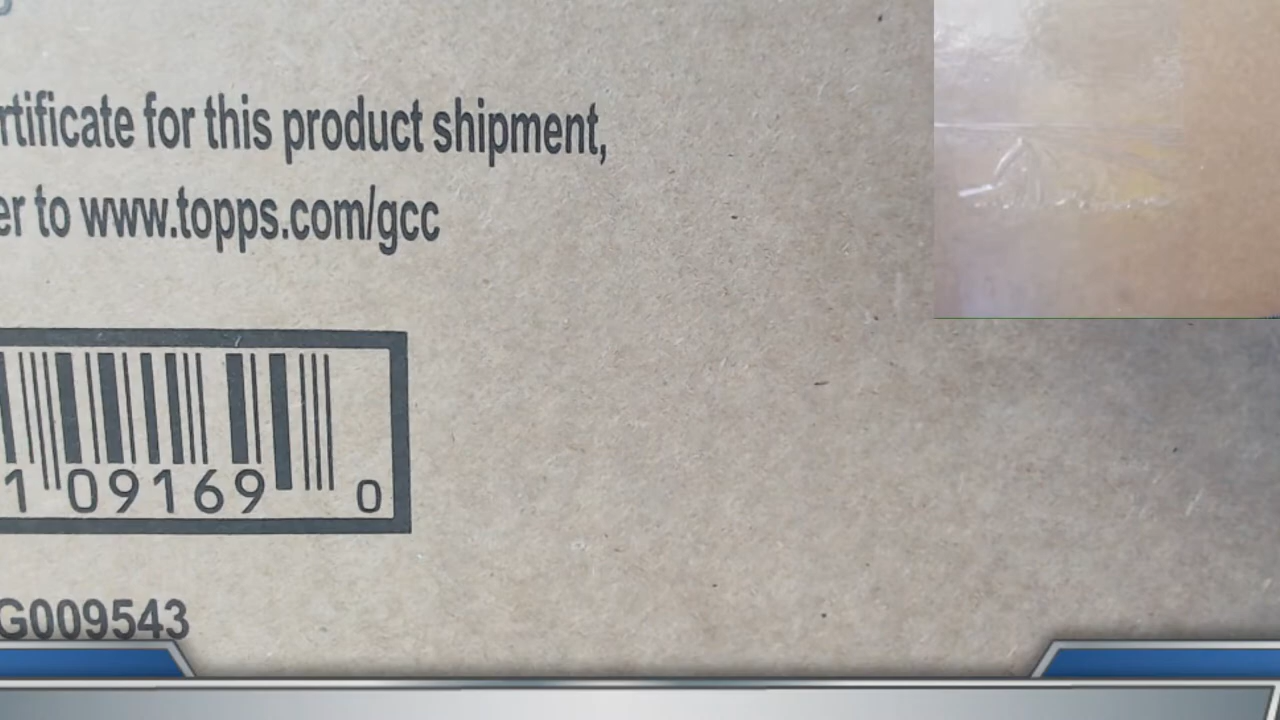 rtificate for this product shipment,
er to www.topps.com/gcc
1 09169 0
G009543